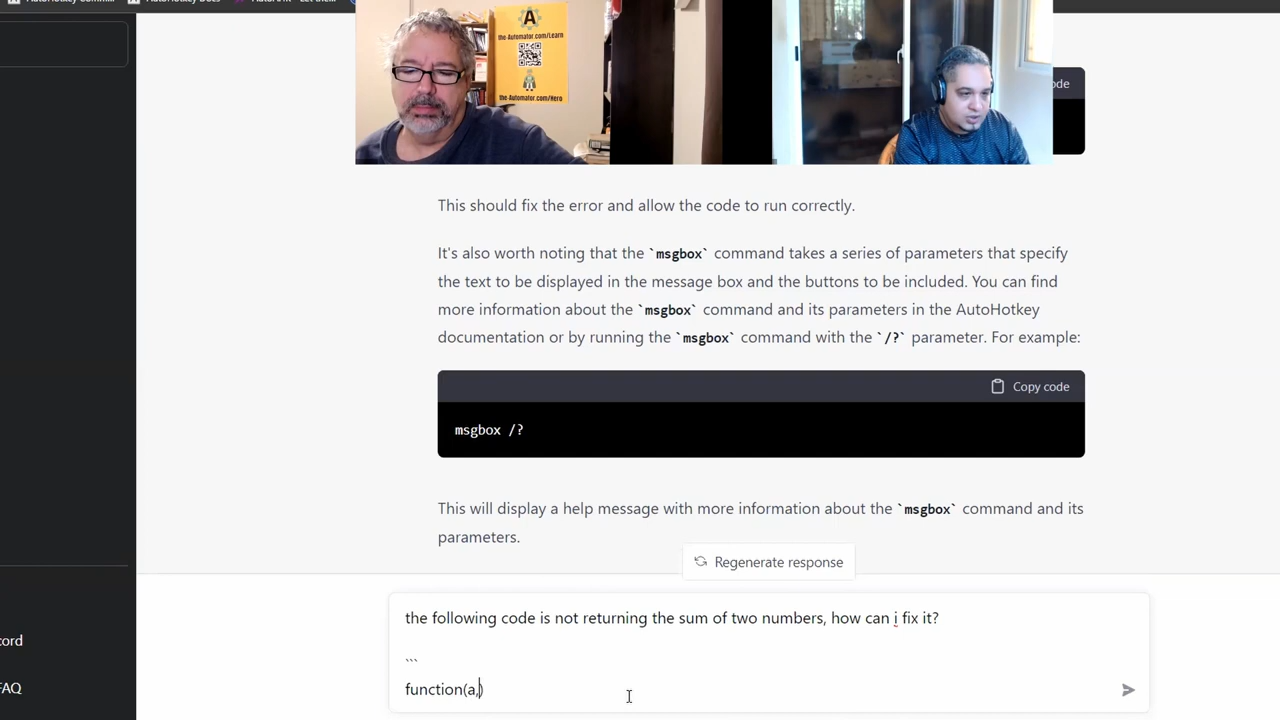 A
the-Automator.com/Learn
the-Automator.com/Hero
ode
This should fix the error and allow the code to run correctly.
It's also worth noting that the `msgbox` command takes a series of parameters that specify
the text to be displayed in the message box and the buttons to be included. You can find
more information about the `msgbox` command and its parameters in the AutoHotkey
documentation or by running the `msgbox` command with the `/?` parameter. For example:
Copy code
msgbox /?
This will display a help message with more information about the `msgbox` command and its
parameters.
Regenerate response
the following code is not returning the sum of two numbers, how can i fix it?
```
function(a,)
cord
FAQ